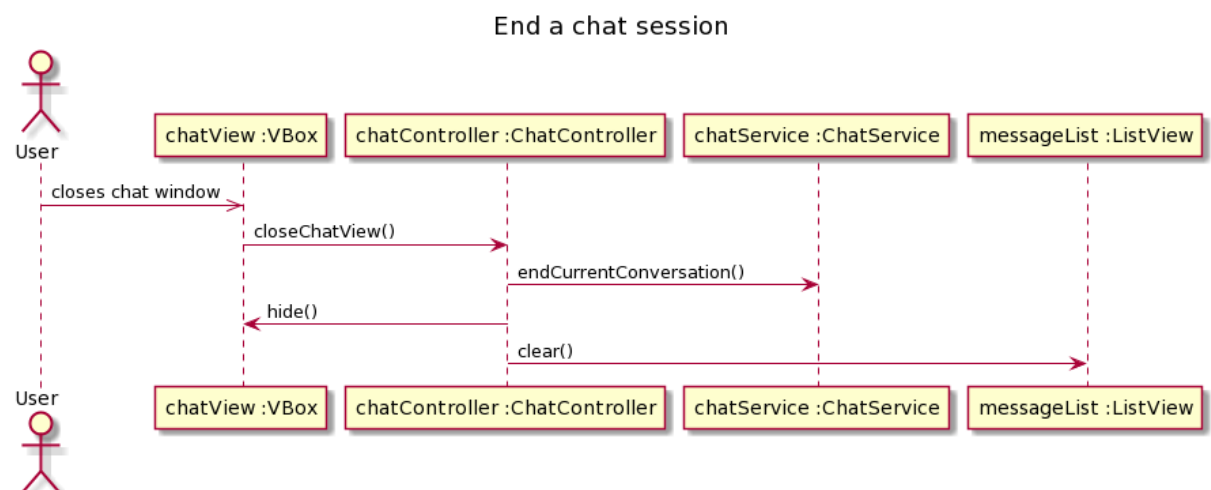 End a chat session
User
chatView :VBox
chatController :ChatController
chatService :ChatService
messageList :ListView
closes chat window
closeChatView()
endCurrentConversation()
hide()
clear()
User
chatView :VBox
chatController :ChatController
chatService :ChatService
messageList :ListView